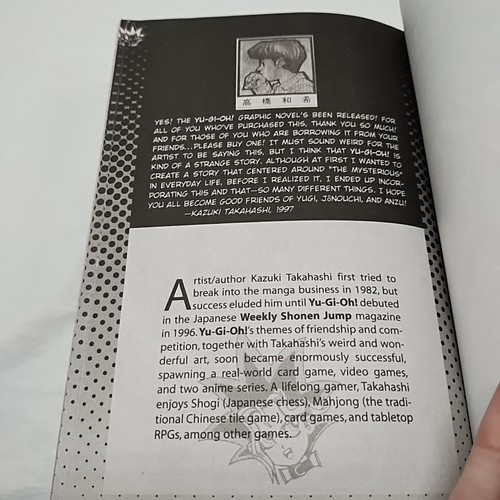 高橋和希
YES! THE YU-GI-OH! GRAPHIC NOVEL'S BEEN RELEASED! FOR
ALL OF YOU WHO'VE PURCHASED THIS, THANK YOU SO MUCH!
AND FOR THOSE OF YOU WHO ARE BORROWING IT FROM YOUR
FRIENDS...PLEASE BUY ONE! IT MUST SOUND WEIRD FOR THE
ARTIST TO BE SAYING THIS, BUT I THINK THAT YU-GI-OH! IS
KIND OF A STRANGE STORY. ALTHOUGH AT FIRST I WANTED TO
CREATE A STORY THAT CENTERED AROUND "THE MYSTERIOUS"
IN EVERYDAY LIFE, BEFORE I REALIZED IT, I ENDED UP INCOR-
PORATING THIS AND THAT—SO MANY DIFFERENT THINGS. I HOPE
YOU ALL BECOME GOOD FRIENDS OF YUGI, JÔNOUCHI, AND ANZU!
—KAZUKI TAKAHASHI, 1997
Artist/author Kazuki Takahashi first tried to
break into the manga business in 1982, but
success eluded him until Yu-Gi-Oh! debuted
in the Japanese Weekly Shonen Jump magazine
in 1996. Yu-Gi-Oh!'s themes of friendship and com-
petition, together with Takahashi's weird and won-
derful art, soon became enormously successful,
spawning a real-word card game, video games,
and two anime series. A lifelong gamer, Takahashi
enjoys Shogi (Japanese chess), Mahjong (the tradi-
tional Chinese tile game), card games, and tabletop
RPGs, among other games.